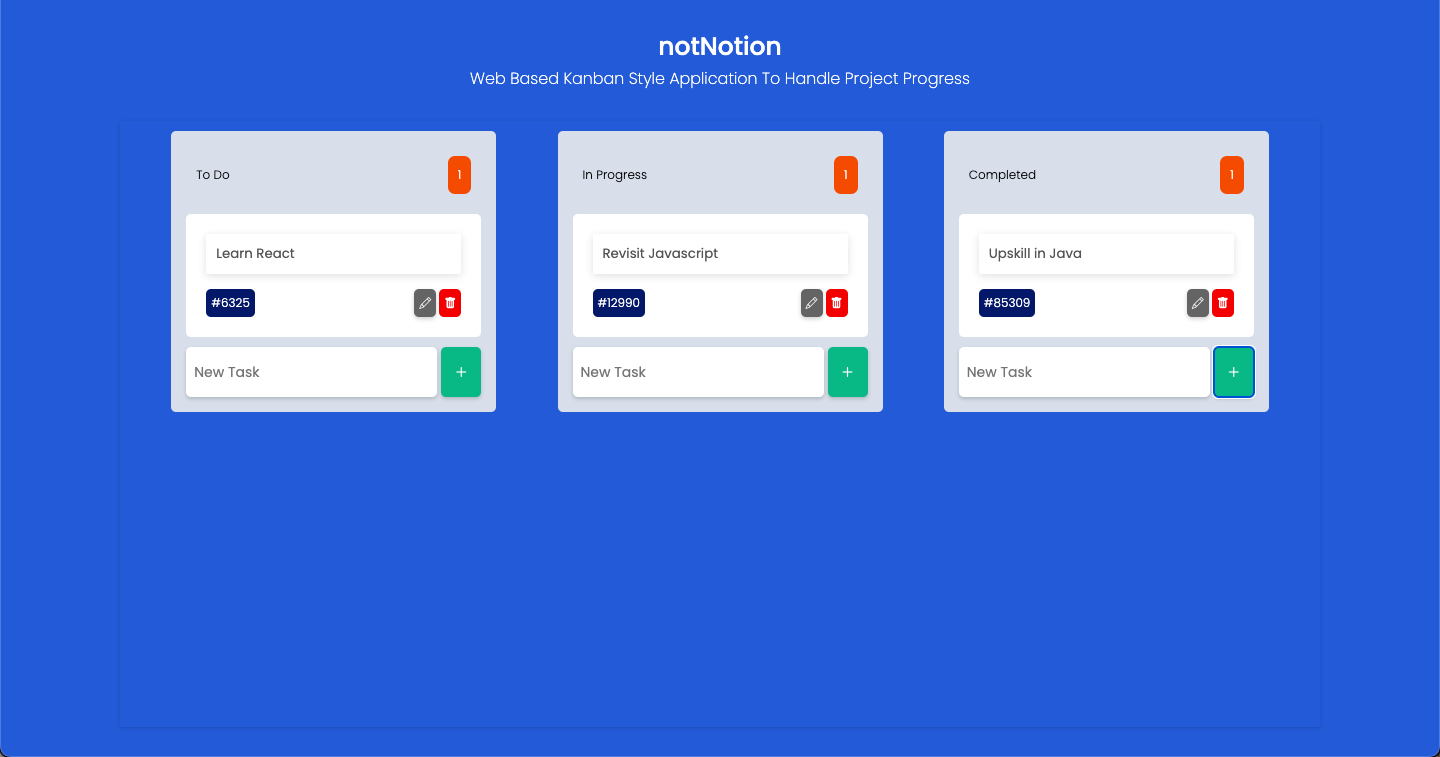 notNotion
Web Based Kanban Style Application To Handle Project Progress
To Do
1
Learn React
#6325
New Task
+
In Progress
1
Revisit Javascript
#12990
New Task
+
Completed
1
Upskill in Java
#85309
New Task
+